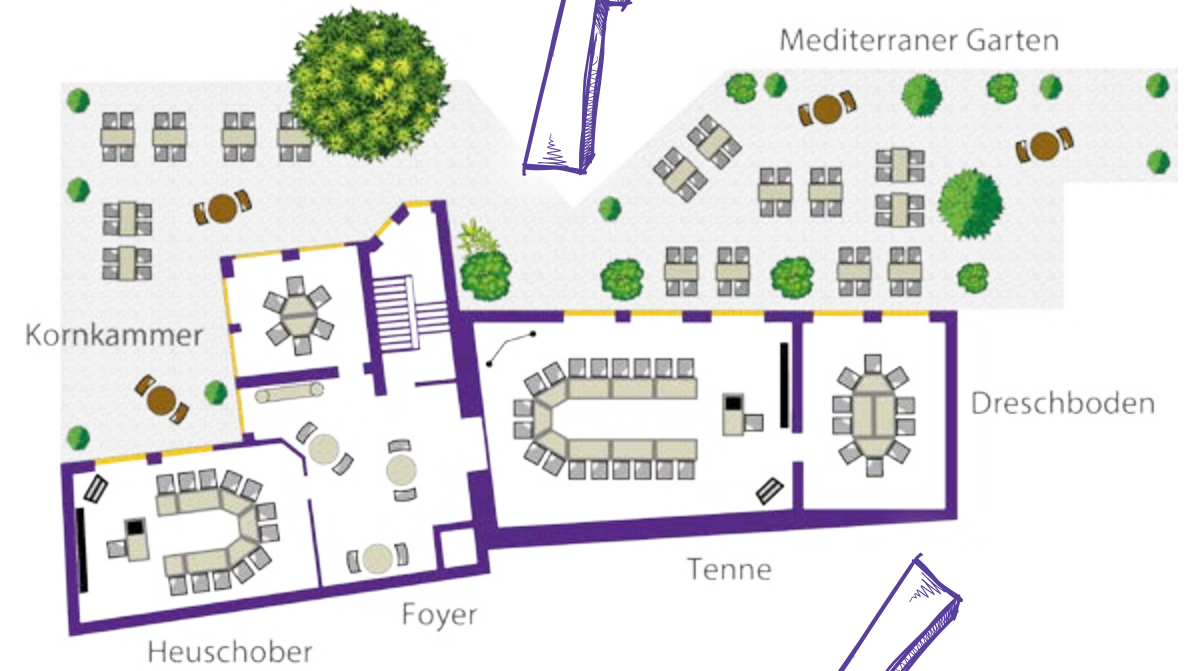 Mediterraner Garten
Kornkammer
Dreschboden
Tenne
Foyer
Heuschober